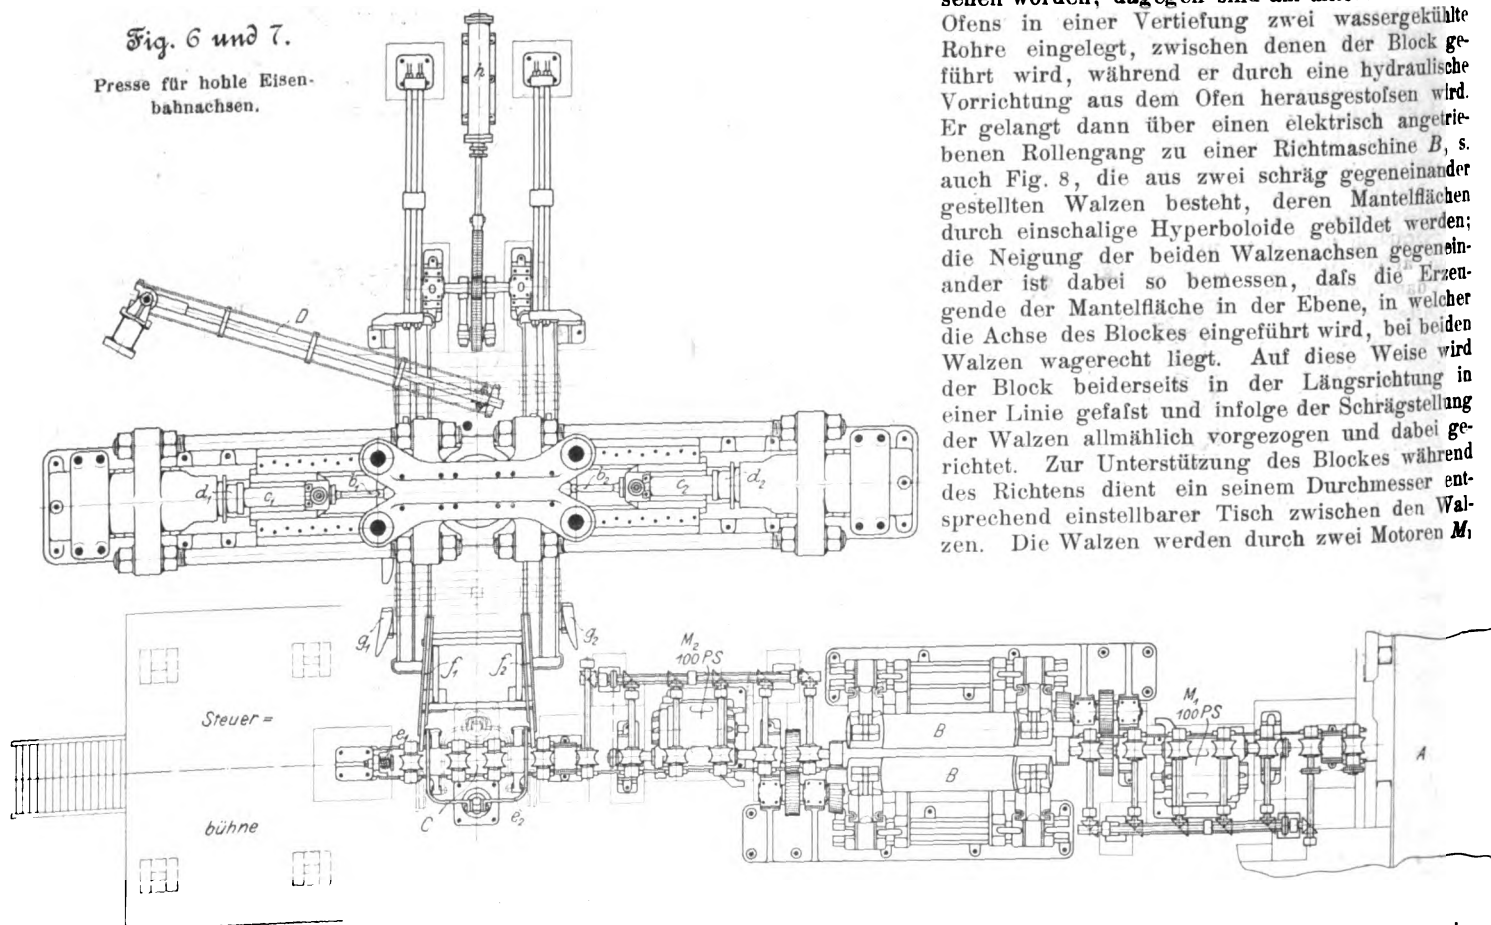 Fig. 6 und 7.
Presse für hohle Eisen-
bahnachsen.
Ofens in einer Vertiefung zwei wassergekühlte
Rohre eingelegt, zwischen denen der Block ge-
führt wird, während er durch eine hydraulische
Vorrichtung aus dem Ofen herausgestofsen wird.
Er gelangt dann über einen elektrisch angetrie-
benen Rollengang zu einer Richtmaschine B, s.
auch Fig. 8, die aus zwei schräg gegeneinander
gestellten Walzen besteht, deren Mantelflächen
durch einschalige Hyperboloide gebildet werden;
die Neigung der beiden Walzenachsen gegenein-
ander ist dabei so bemessen, dafs die Erzeu-
gende der Mantelfläche in der Ebene, in welcher
die Achse des Blockes eingeführt wird, bei beiden
Walzen wagerecht liegt. Auf diese Weise wird
der Block beiderseits in der Längsrichtung in
einer Linie gefafst und infolge der Schrägstellung
der Walzen allmählich vorgezogen und dabei ge-
richtet. Zur Unterstützung des Blockes während
des Richtens dient ein seinem Durchmesser ent-
sprechend einstellbarer Tisch zwischen den Wal-
zen. Die Walzen werden durch zwei Motoren M₁
h
D
d₁
c₁
b₂
c₂
d₂
g₁
f₁
f₂
g₂
M₂
100 PS
M₁
100 PS
Steuer=
bühne
e₁
C
e₂
B
B
A